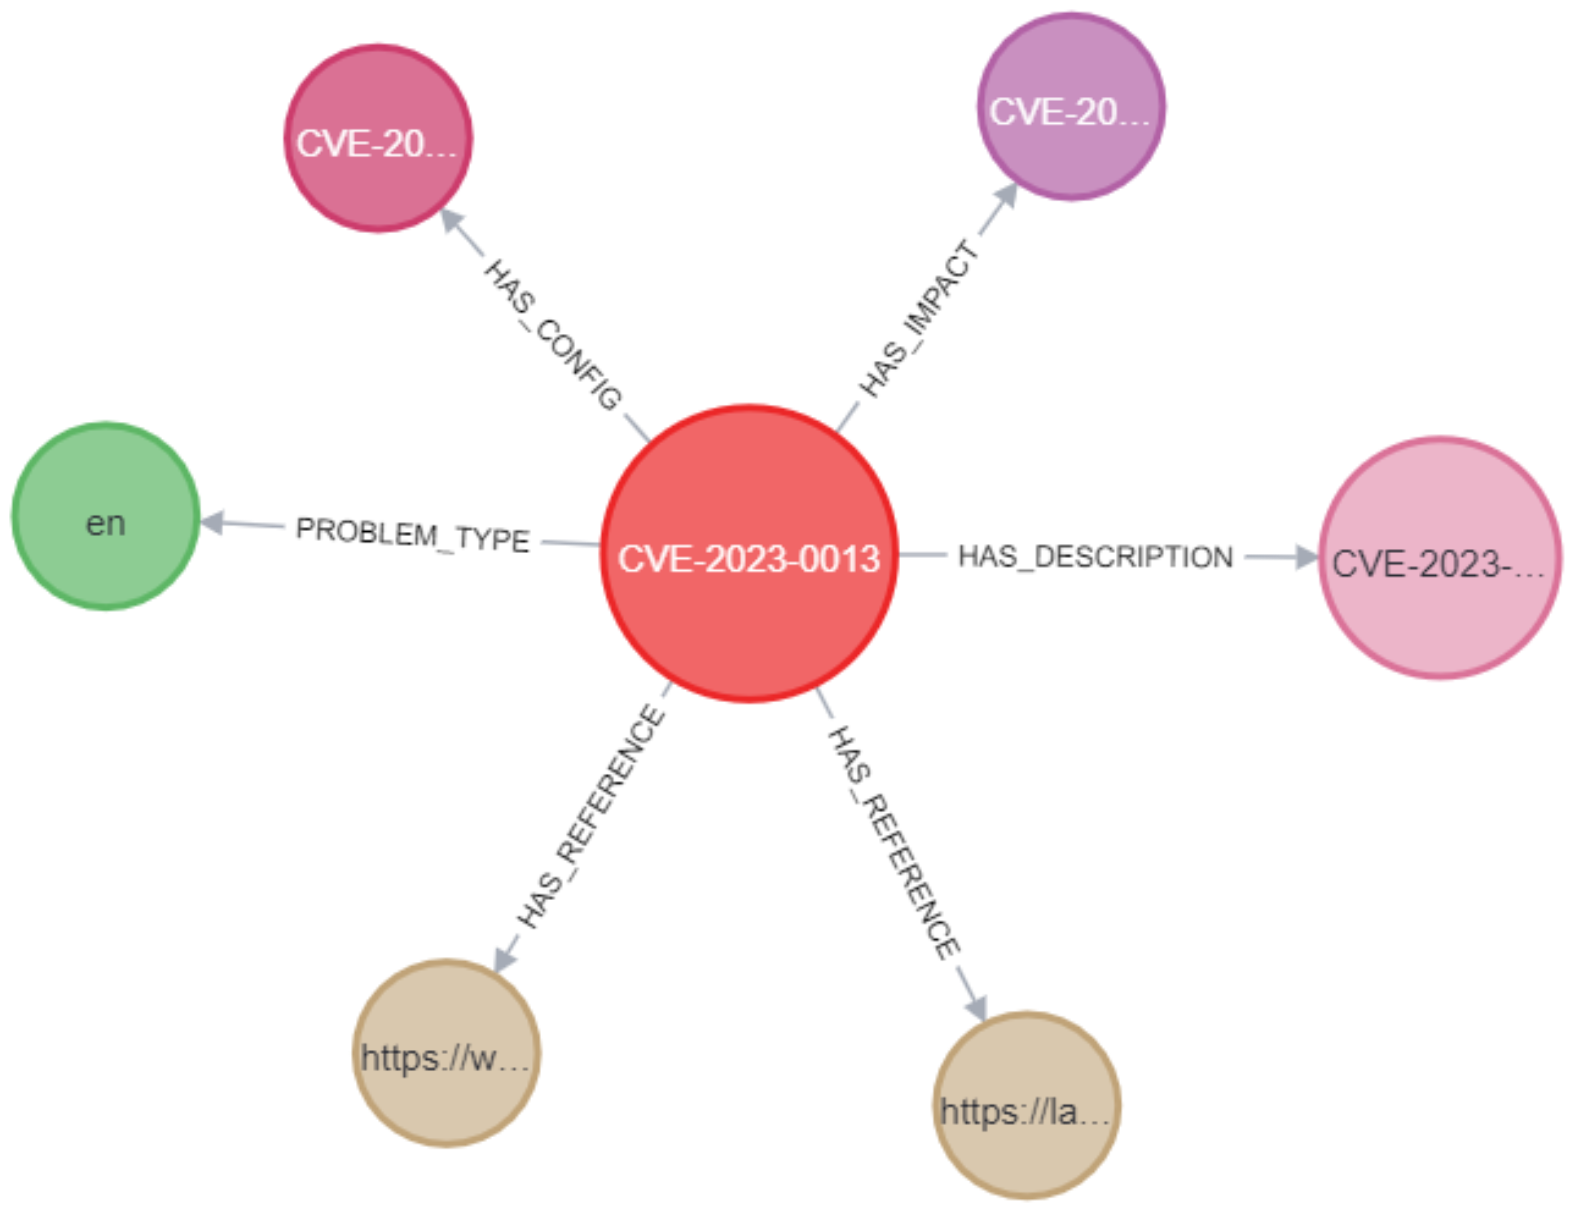 CVE-20...
CVE-20...
HAS_CONFIG
HAS_IMPACT
en
PROBLEM_TYPE
CVE-2023-0013
HAS_DESCRIPTION
CVE-2023-...
HAS_REFERENCE
HAS_REFERENCE
https://w...
https://la...